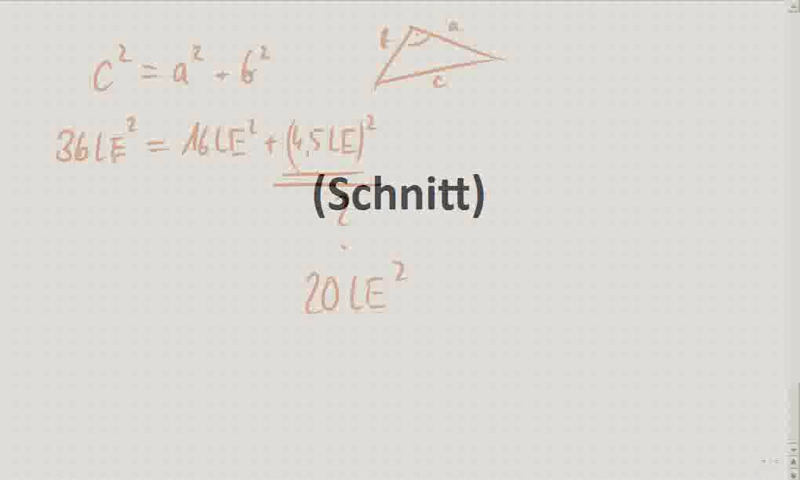 c² = a² + b²
b a
c
36 LE² = 16 LE² + (4,5 LE)²
(Schnitt)
20 LE²